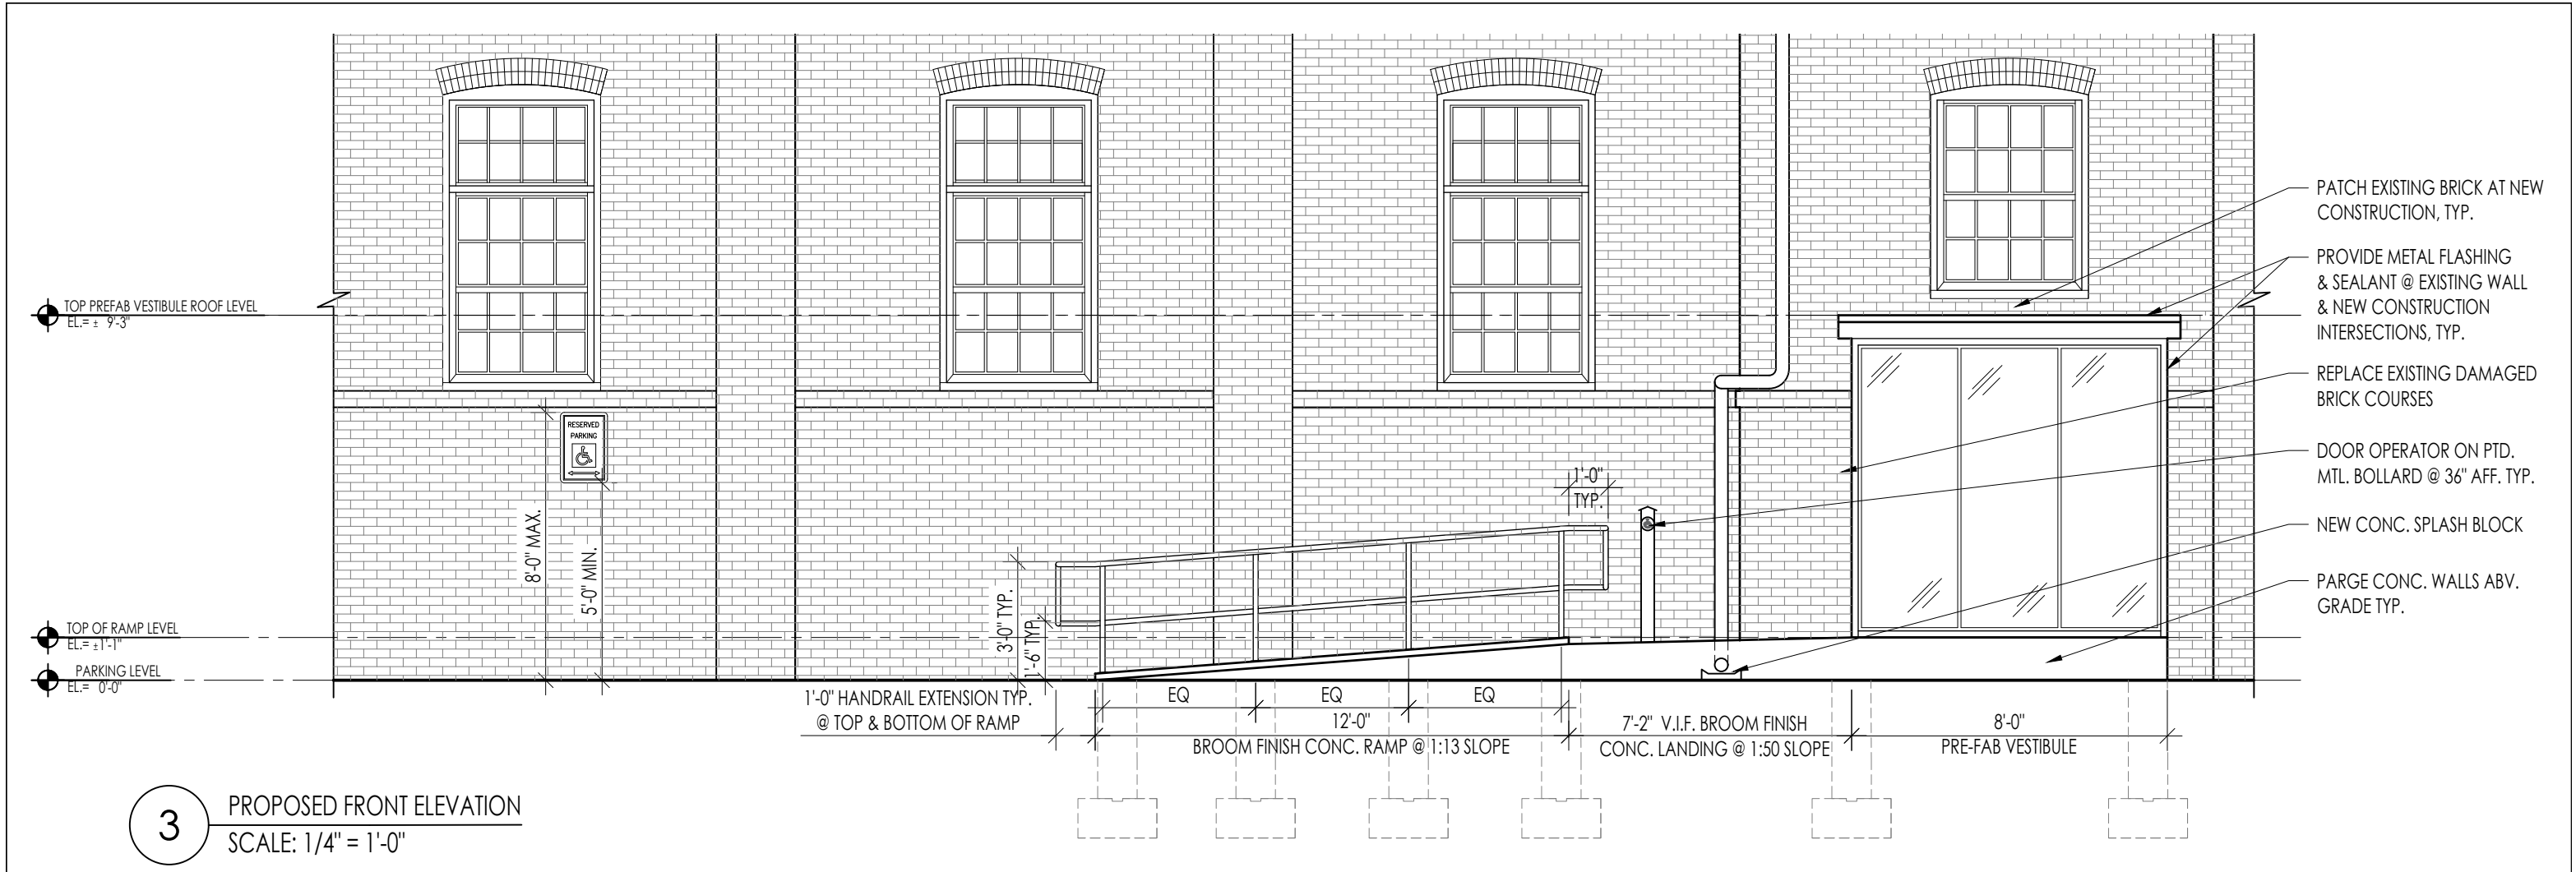 PATCH EXISTING BRICK AT NEW
CONSTRUCTION, TYP.
PROVIDE METAL FLASHING
& SEALANT @ EXISTING WALL
& NEW CONSTRUCTION
INTERSECTIONS, TYP.
REPLACE EXISTING DAMAGED
BRICK COURSES
DOOR OPERATOR ON PTD.
MTL. BOLLARD @ 36" AFF. TYP.
NEW CONC. SPLASH BLOCK
PARGE CONC. WALLS ABV.
GRADE TYP.
TOP PREFAB VESTIBULE ROOF LEVEL
EL.= ± 9'-3"
TOP OF RAMP LEVEL
EL.= ±1'-1"
PARKING LEVEL
EL.= 0'-0"
RESERVED
PARKING
8'-0" MAX.
5'-0" MIN.
3'-0" TYP.
1'-6" TYP.
1'-0"
TYP.
1'-0" HANDRAIL EXTENSION TYP.
@ TOP & BOTTOM OF RAMP
EQ
EQ
EQ
12'-0"
BROOM FINISH CONC. RAMP @ 1:13 SLOPE
7'-2" V.I.F. BROOM FINISH
CONC. LANDING @ 1:50 SLOPE
8'-0"
PRE-FAB VESTIBULE
3
PROPOSED FRONT ELEVATION
SCALE: 1/4" = 1'-0"